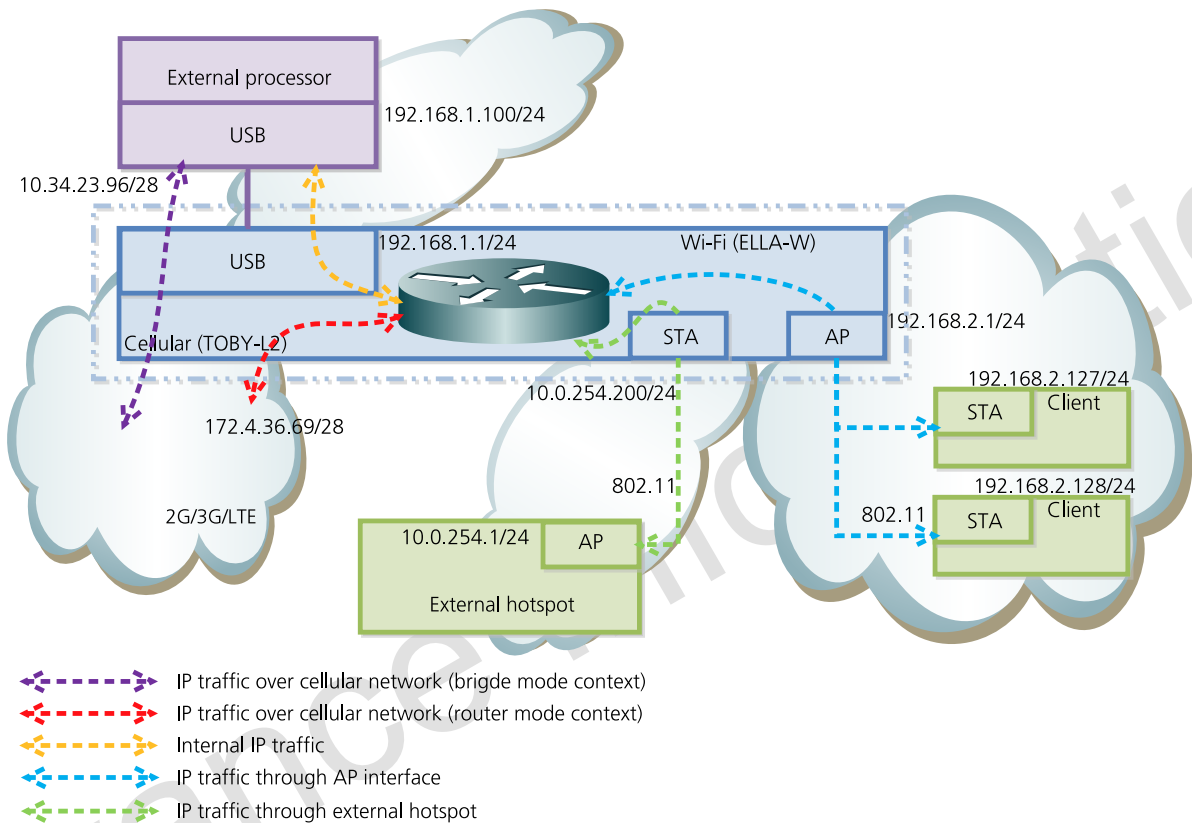 External processor
192.168.1.100/24
USB
10.34.23.96/28
192.168.1.1/24
Wi-Fi (ELLA-W)
USB
192.168.2.1/24
Cellular (TOBY-L2)
STA
AP
10.0.254.200/24
192.168.2.127/24
STA
Client
172.4.36.69/28
802.11
192.168.2.128/24
2G/3G/LTE
802.11
STA
Client
10.0.254.1/24
AP
External hotspot
IP traffic over cellular network (brigde mode context)
IP traffic over cellular network (router mode context)
Internal IP traffic
IP traffic through AP interface
IP traffic through external hotspot